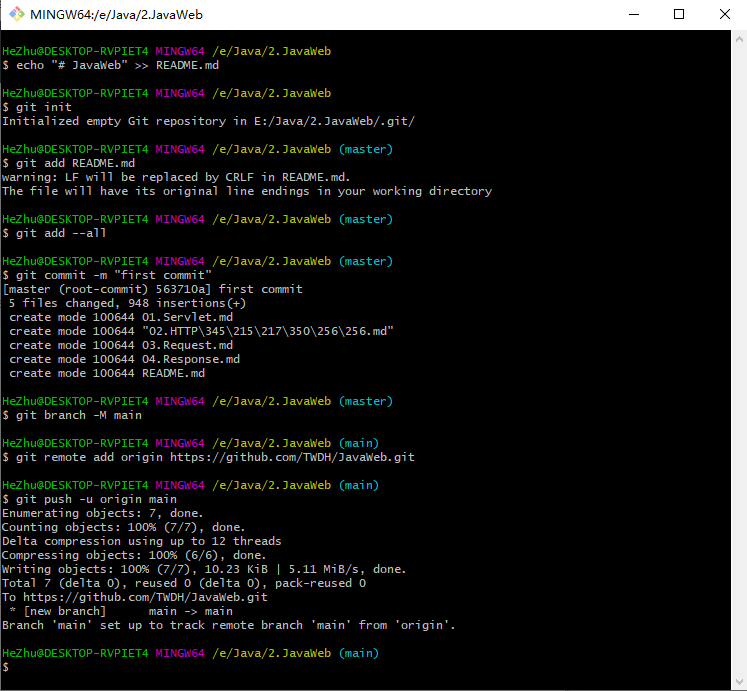 MINGW64:/e/Java/2.JavaWeb
HeZhu@DESKTOP-RVPIET4 MINGW64 /e/Java/2.JavaWeb
$ echo "# JavaWeb" >> README.md
HeZhu@DESKTOP-RVPIET4 MINGW64 /e/Java/2.JavaWeb
$ git init
Initialized empty Git repository in E:/Java/2.JavaWeb/.git/
HeZhu@DESKTOP-RVPIET4 MINGW64 /e/Java/2.JavaWeb (master)
$ git add README.md
warning: LF will be replaced by CRLF in README.md.
The file will have its original line endings in your working directory
HeZhu@DESKTOP-RVPIET4 MINGW64 /e/Java/2.JavaWeb (master)
$ git add --all
HeZhu@DESKTOP-RVPIET4 MINGW64 /e/Java/2.JavaWeb (master)
$ git commit -m "first commit"
[master (root-commit) 563710a] first commit
 5 files changed, 948 insertions(+)
 create mode 100644 01.Servlet.md
 create mode 100644 "02.HTTP\345\215\217\350\256\256.md"
 create mode 100644 03.Request.md
 create mode 100644 04.Response.md
 create mode 100644 README.md
HeZhu@DESKTOP-RVPIET4 MINGW64 /e/Java/2.JavaWeb (master)
$ git branch -M main
HeZhu@DESKTOP-RVPIET4 MINGW64 /e/Java/2.JavaWeb (main)
$ git remote add origin https://github.com/TWDH/JavaWeb.git
HeZhu@DESKTOP-RVPIET4 MINGW64 /e/Java/2.JavaWeb (main)
$ git push -u origin main
Enumerating objects: 7, done.
Counting objects: 100% (7/7), done.
Delta compression using up to 12 threads
Compressing objects: 100% (6/6), done.
Writing objects: 100% (7/7), 10.23 KiB | 5.11 MiB/s, done.
Total 7 (delta 0), reused 0 (delta 0), pack-reused 0
To https://github.com/TWDH/JavaWeb.git
 * [new branch]      main -> main
Branch 'main' set up to track remote branch 'main' from 'origin'.
HeZhu@DESKTOP-RVPIET4 MINGW64 /e/Java/2.JavaWeb (main)
$